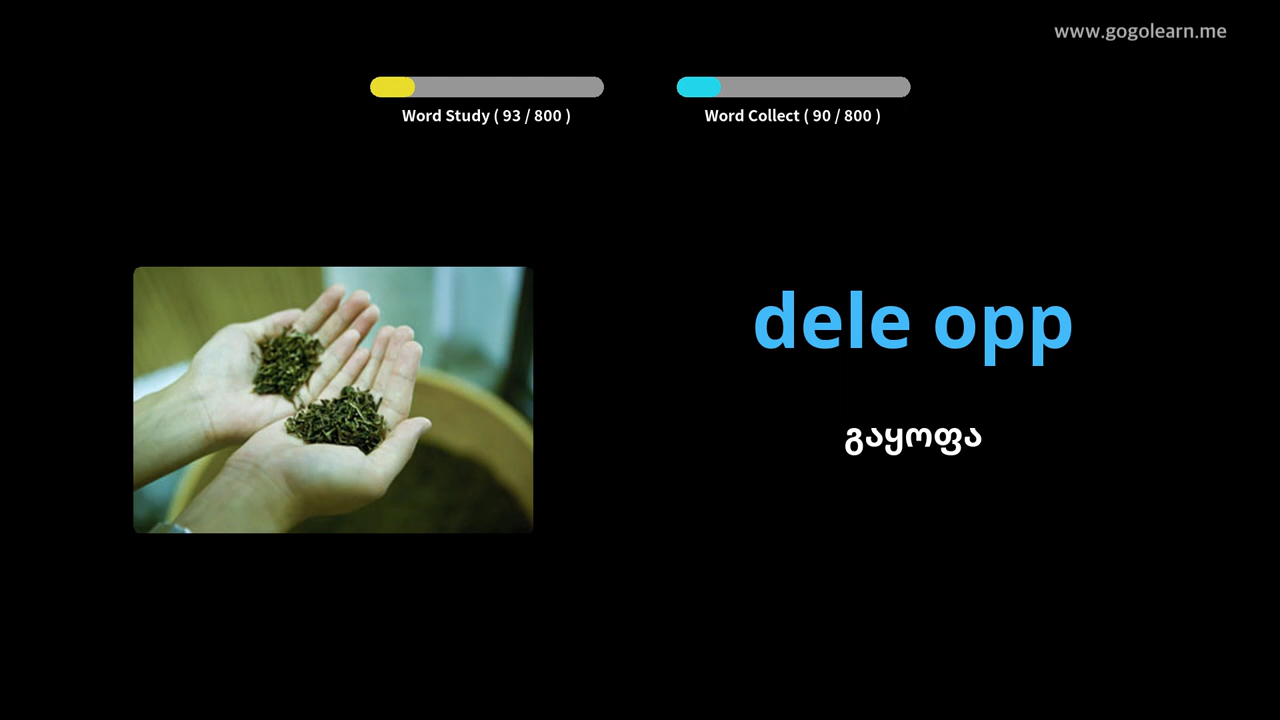 www.gogolearn.me
Word Study ( 93 / 800 )
Word Collect ( 90 / 800 )
dele opp
გაყოფა